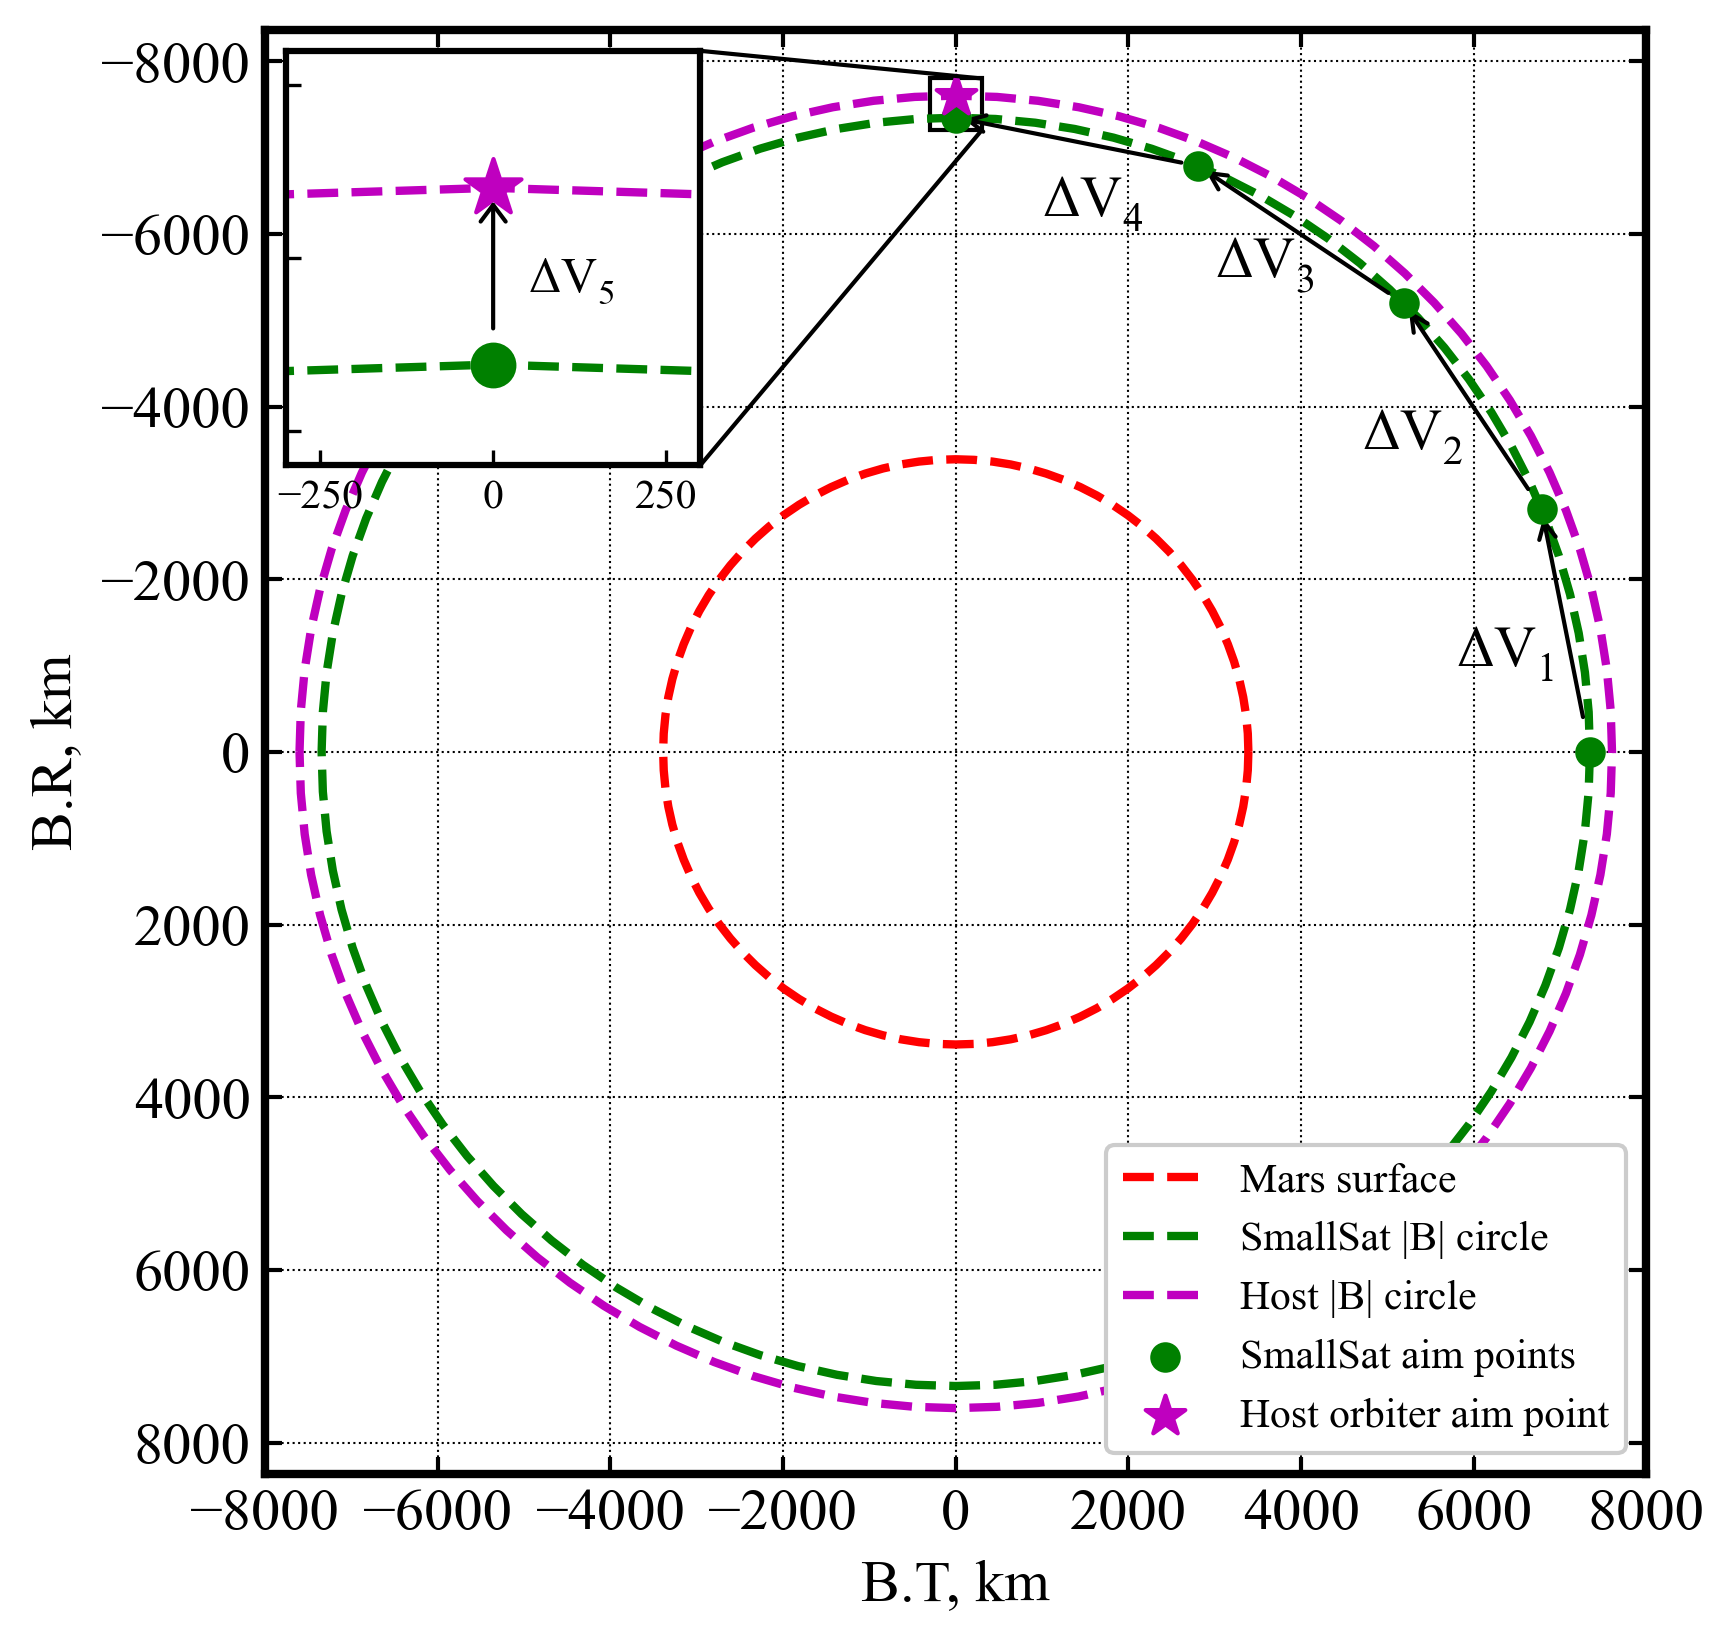 −8000
−6000
−4000
−2000
0
2000
4000
6000
8000
B.R, km
−250 0 250
ΔV5
ΔV4
ΔV3
ΔV2
ΔV1
Mars surface
SmallSat |B| circle
Host |B| circle
SmallSat aim points
Host orbiter aim point
−8000 −6000 −4000 −2000 0 2000 4000 6000 8000
B.T, km